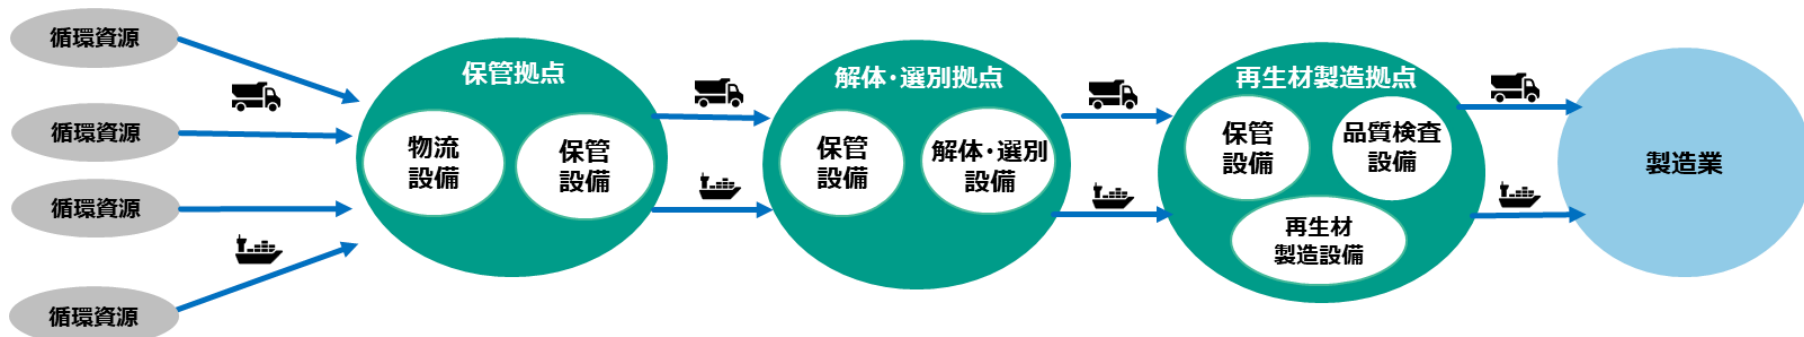 循環資源
循環資源
循環資源
循環資源
保管拠点
物流
設備
保管
設備
解体・選別拠点
保管
設備
解体・選別
設備
再生材製造拠点
保管
設備
品質検査
設備
再生材
製造設備
製造業